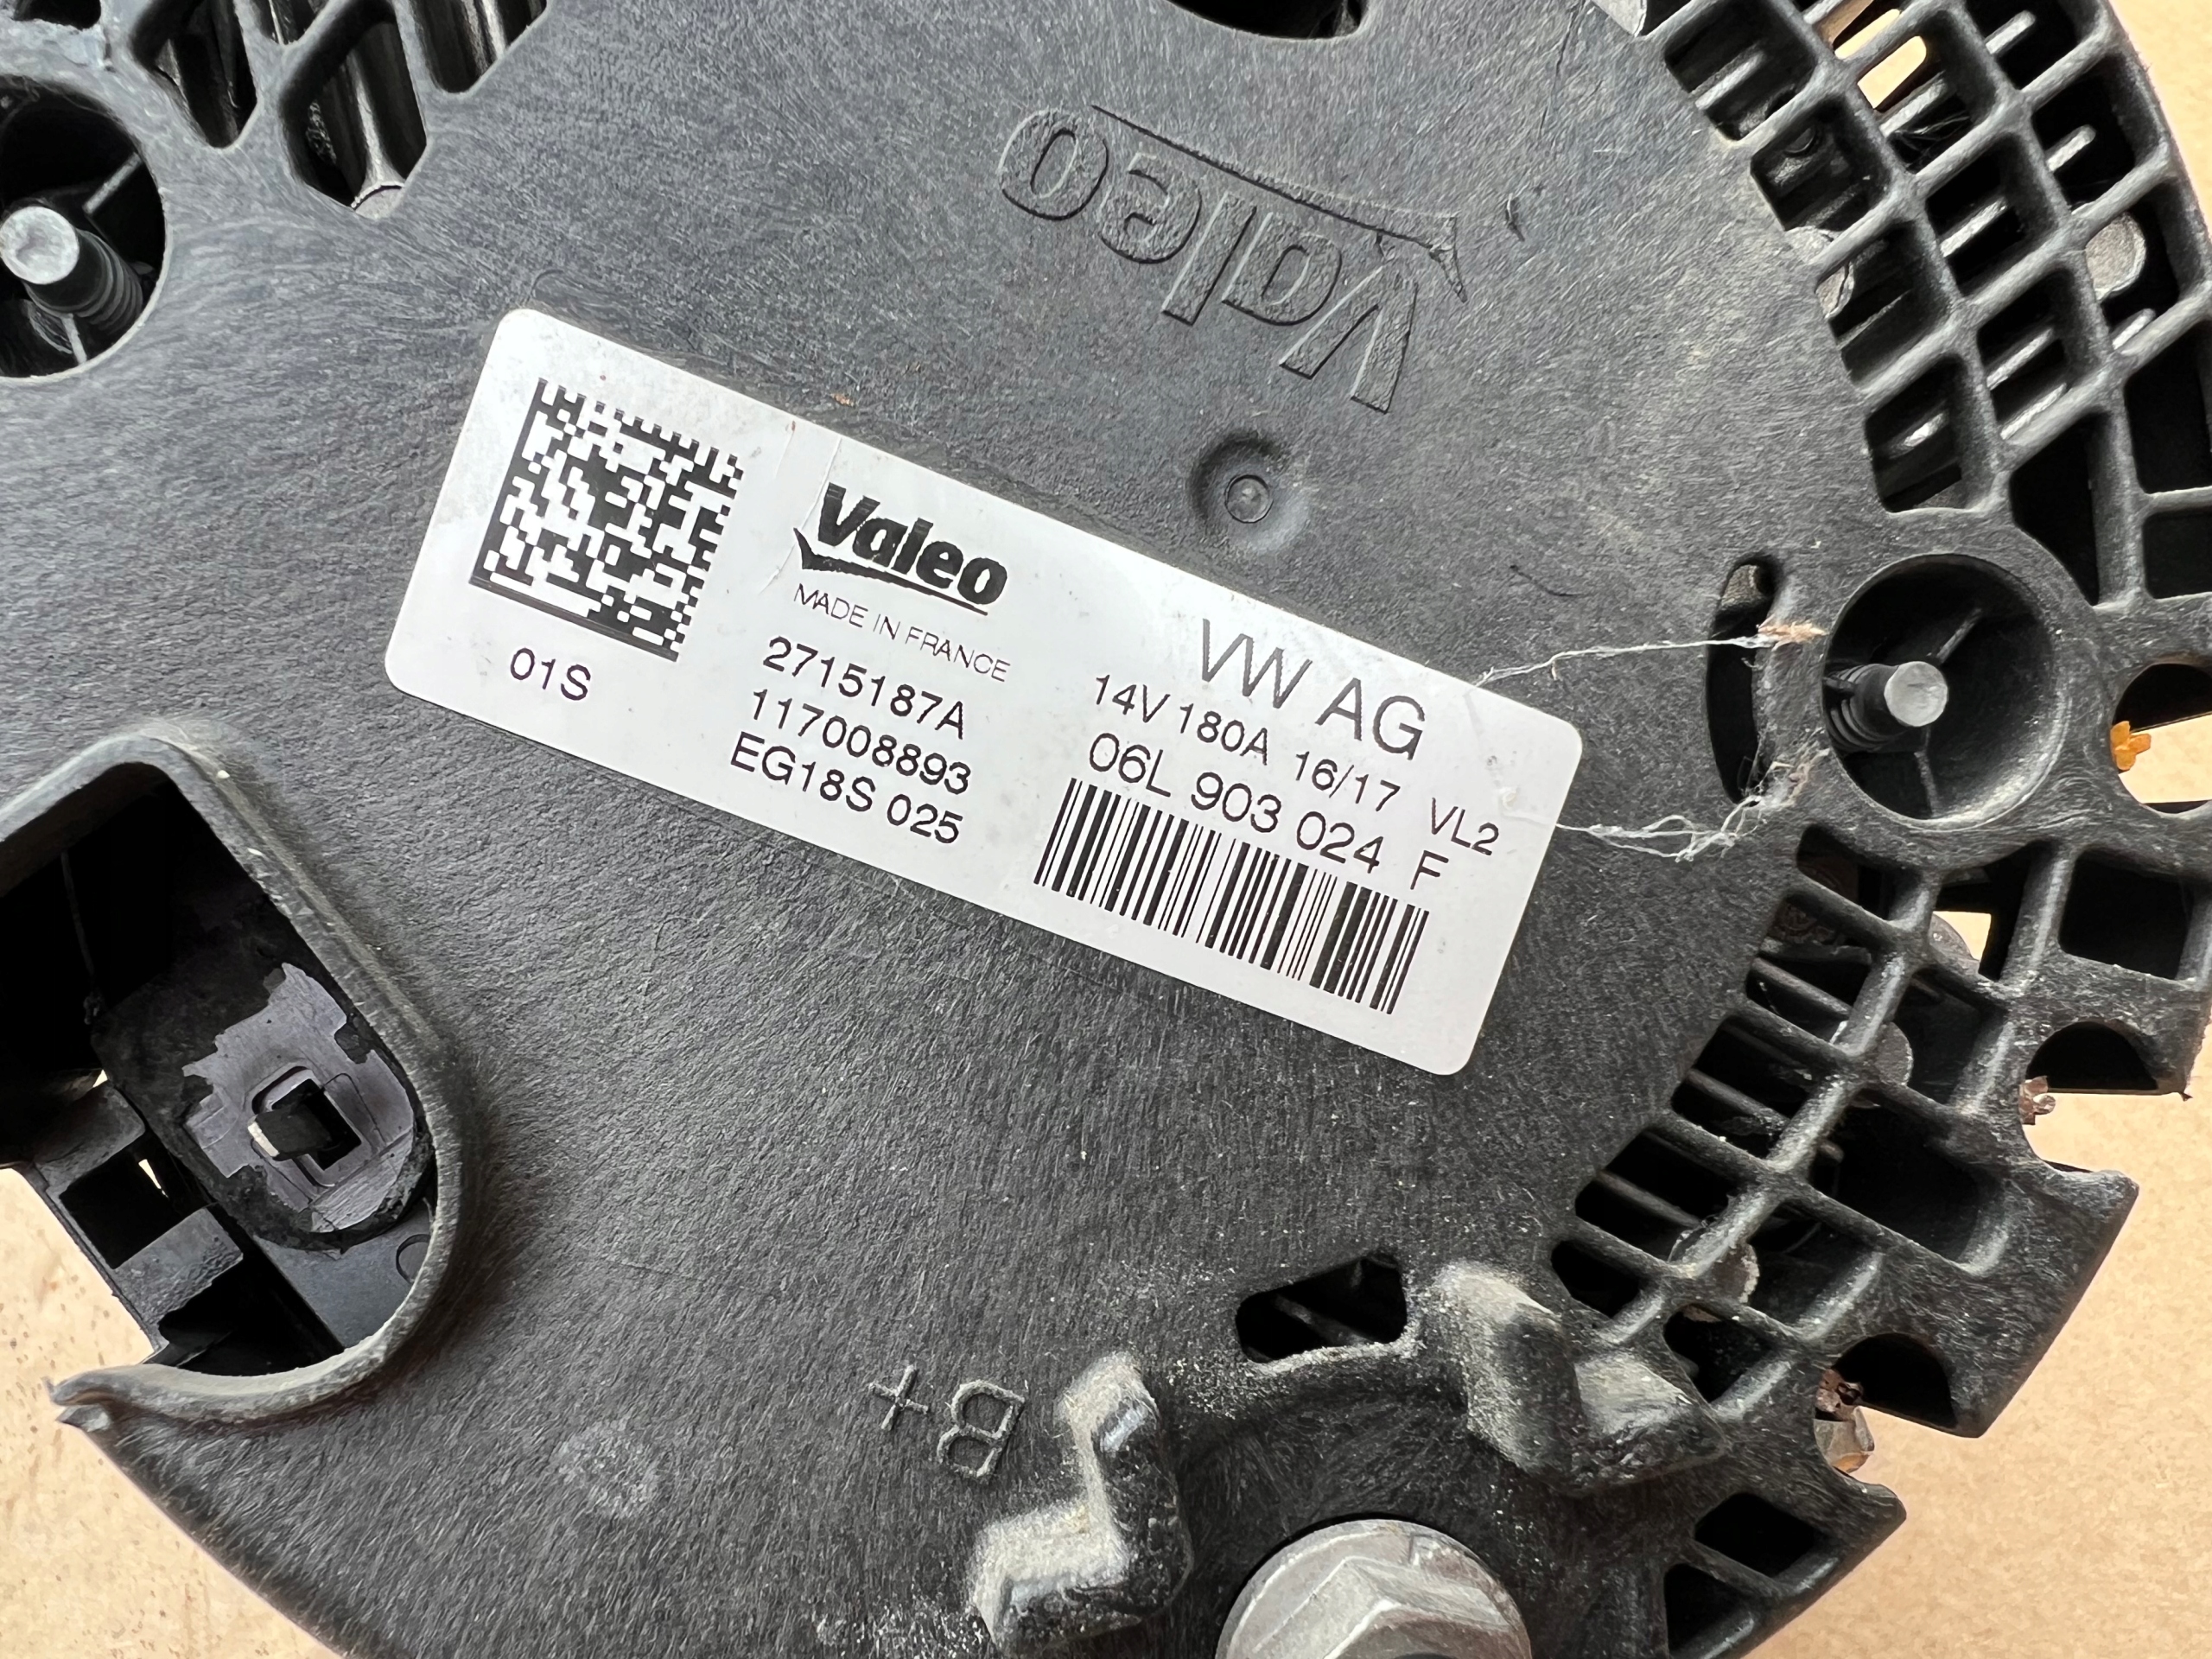 valeo
Valeo
MADE IN FRANCE
2715187A
117008893
EG18S 025
01S
VW AG
14V 180A 16/17 VL2
06L 903 024 F
B+